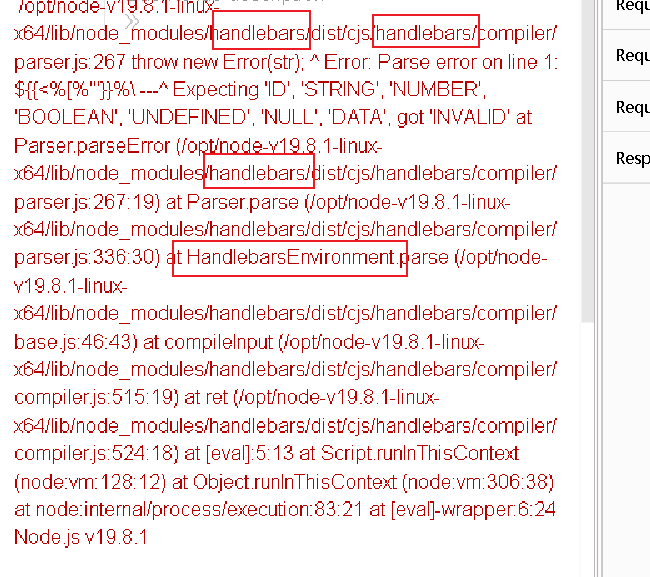 /opt/node-v19.8.1-linux-
x64/lib/node_modules/handlebars/dist/cjs/handlebars/compiler/
parser.js:267 throw new Error(str); ^ Error: Parse error on line 1:
${{<%[%'"}}%\ ---^ Expecting 'ID', 'STRING', 'NUMBER',
'BOOLEAN', 'UNDEFINED', 'NULL', 'DATA', got 'INVALID' at
Parser.parseError (/opt/node-v19.8.1-linux-
x64/lib/node_modules/handlebars/dist/cjs/handlebars/compiler/
parser.js:267:19) at Parser.parse (/opt/node-v19.8.1-linux-
x64/lib/node_modules/handlebars/dist/cjs/handlebars/compiler/
parser.js:336:30) at HandlebarsEnvironment.parse (/opt/node-
v19.8.1-linux-
x64/lib/node_modules/handlebars/dist/cjs/handlebars/compiler/
base.js:46:43) at compileInput (/opt/node-v19.8.1-linux-
x64/lib/node_modules/handlebars/dist/cjs/handlebars/compiler/
compiler.js:515:19) at ret (/opt/node-v19.8.1-linux-
x64/lib/node_modules/handlebars/dist/cjs/handlebars/compiler/
compiler.js:524:18) at [eval]:5:13 at Script.runInThisContext
(node:vm:128:12) at Object.runInThisContext (node:vm:306:38)
at node:internal/process/execution:83:21 at [eval]-wrapper:6:24
Node.js v19.8.1
Requ
Requ
Requ
Resp